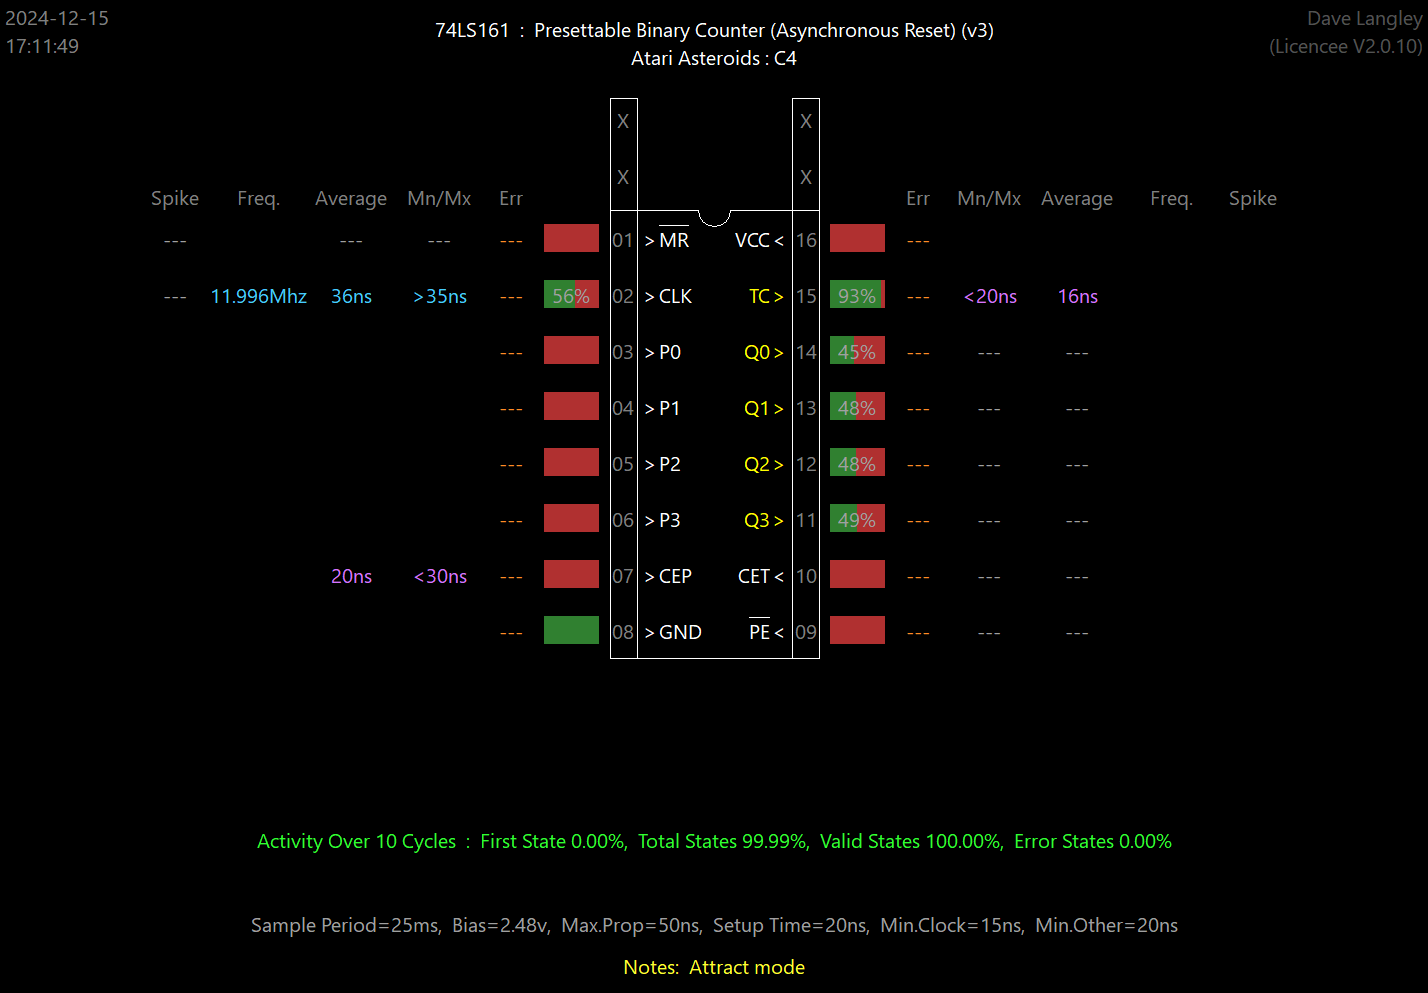 2024-12-15
17:11:49
74LS161 : Presettable Binary Counter (Asynchronous Reset) (v3)
Atari Asteroids : C4
Dave Langley
(Licencee V2.0.10)
X X
X X
Spike Freq. Average Mn/Mx Err Err Mn/Mx Average Freq. Spike
--- --- --- --- 01 > MR VCC < 16 ---
--- 11.996Mhz 36ns >35ns --- 56% 02 > CLK TC > 15 93% --- <20ns 16ns
--- 03 > P0 Q0 > 14 45% --- --- ---
--- 04 > P1 Q1 > 13 48% --- --- ---
--- 05 > P2 Q2 > 12 48% --- --- ---
--- 06 > P3 Q3 > 11 49% --- --- ---
20ns <30ns --- 07 > CEP CET < 10 --- --- ---
--- 08 > GND PE < 09 --- --- ---
Activity Over 10 Cycles : First State 0.00%, Total States 99.99%, Valid States 100.00%, Error States 0.00%
Sample Period=25ms, Bias=2.48v, Max.Prop=50ns, Setup Time=20ns, Min.Clock=15ns, Min.Other=20ns
Notes: Attract mode